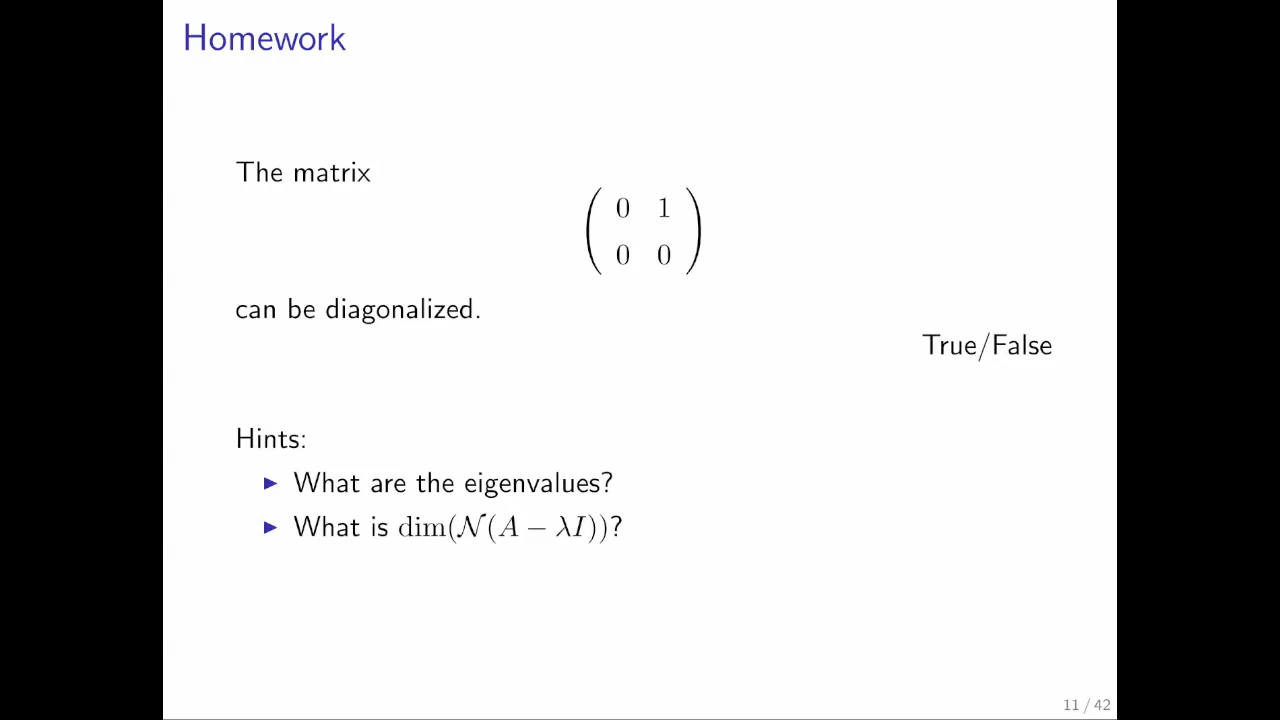 Homework
The matrix
( 0 1
0 0 )
can be diagonalized.
True/False
Hints:
▶ What are the eigenvalues?
▶ What is dim(𝒩(A − λI))?
11 / 42